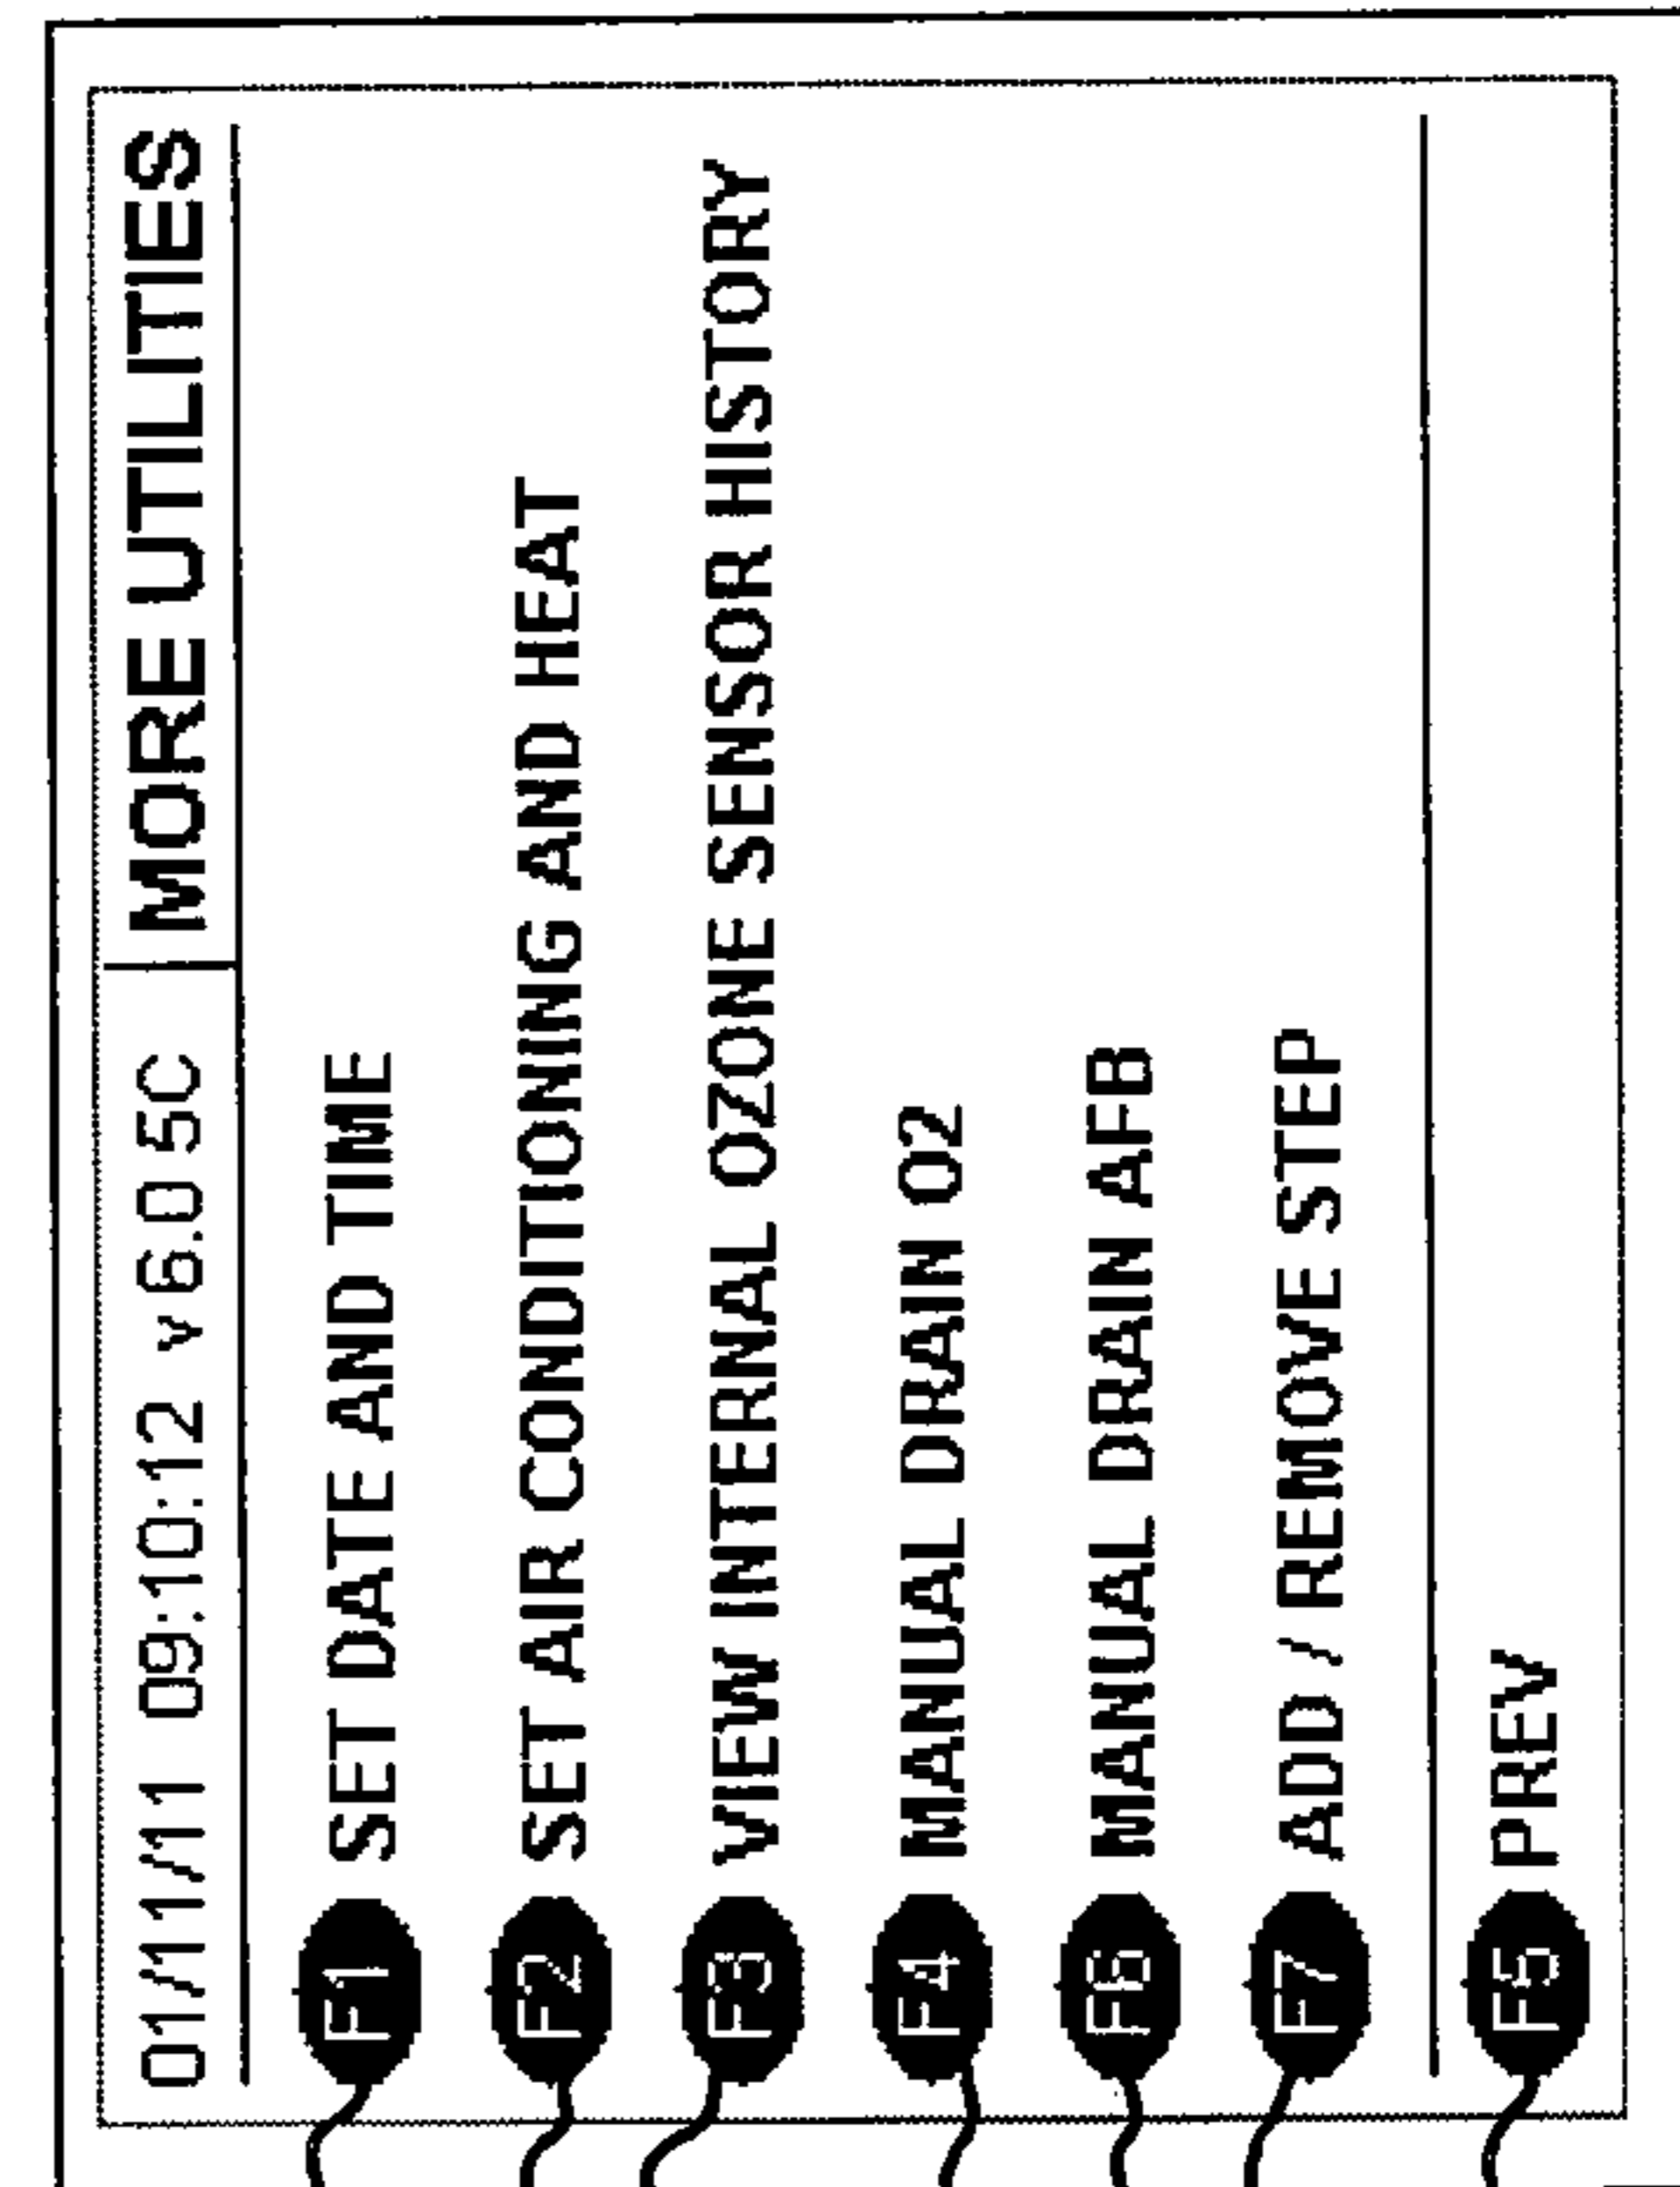 01/11/11 09:10:12 v 6.0 5C MORE UTILITIES
F1 SET DATE AND TIME
F2 SET AIR CONDITIONING AND HEAT
F3 VIEW INTERNAL OZONE SENSOR HISTORY
F4 MANUAL DRAIN O2
F6 MANUAL DRAIN AFB
F7 ADD / REMOVE STEP
F5 PREV